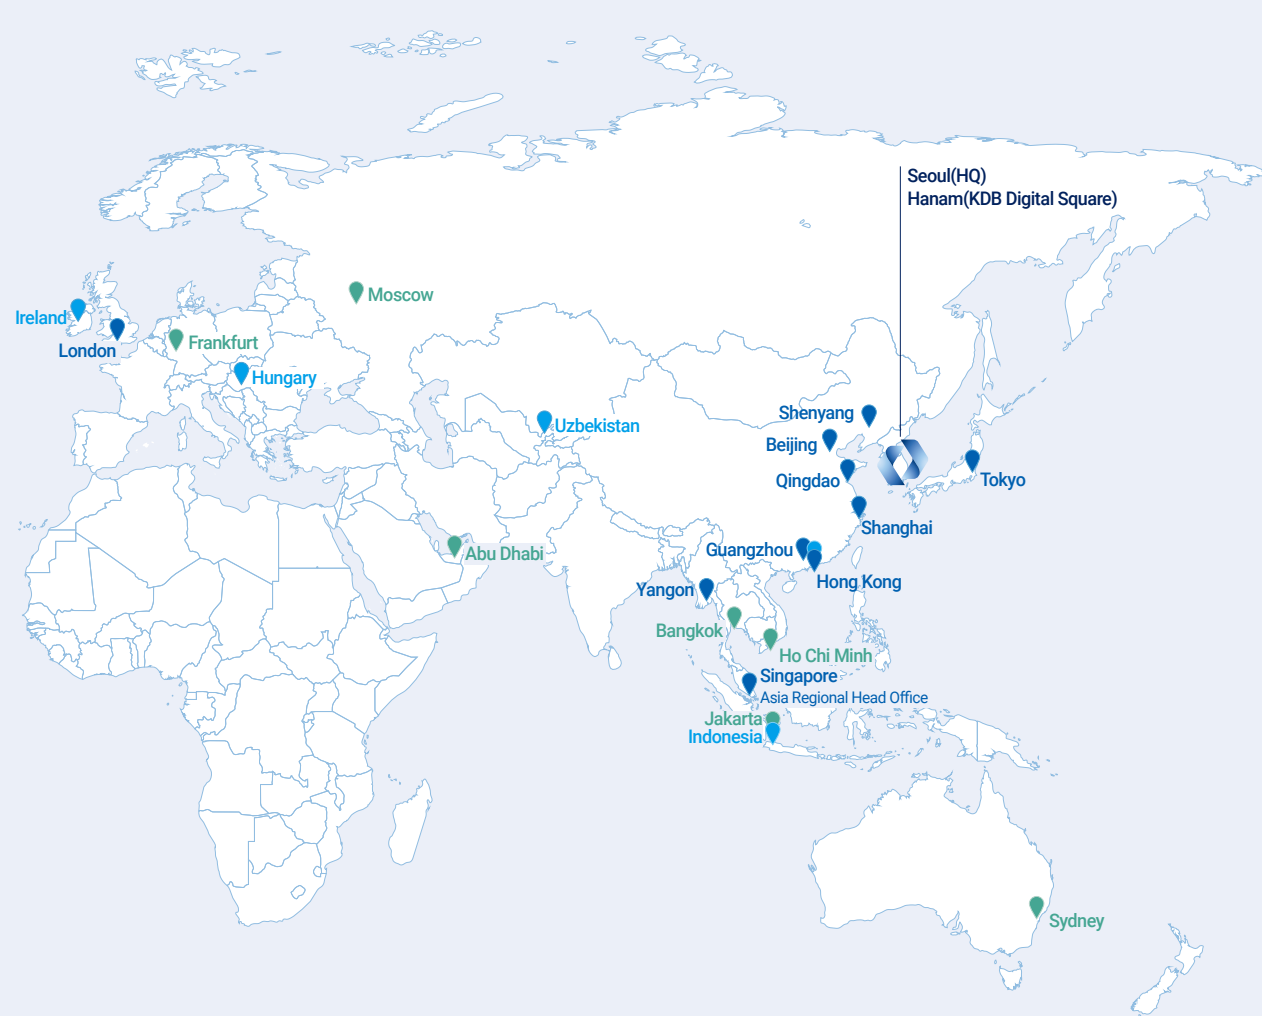 Seoul(HQ)
Hanam(KDB Digital Square)
Moscow
Ireland
London
Frankfurt
Hungary
Uzbekistan
Shenyang
Beijing
Qingdao
Tokyo
Shanghai
Abu Dhabi
Guangzhou
Hong Kong
Yangon
Bangkok
Ho Chi Minh
Singapore
Asia Regional Head Office
Jakarta
Indonesia
Sydney